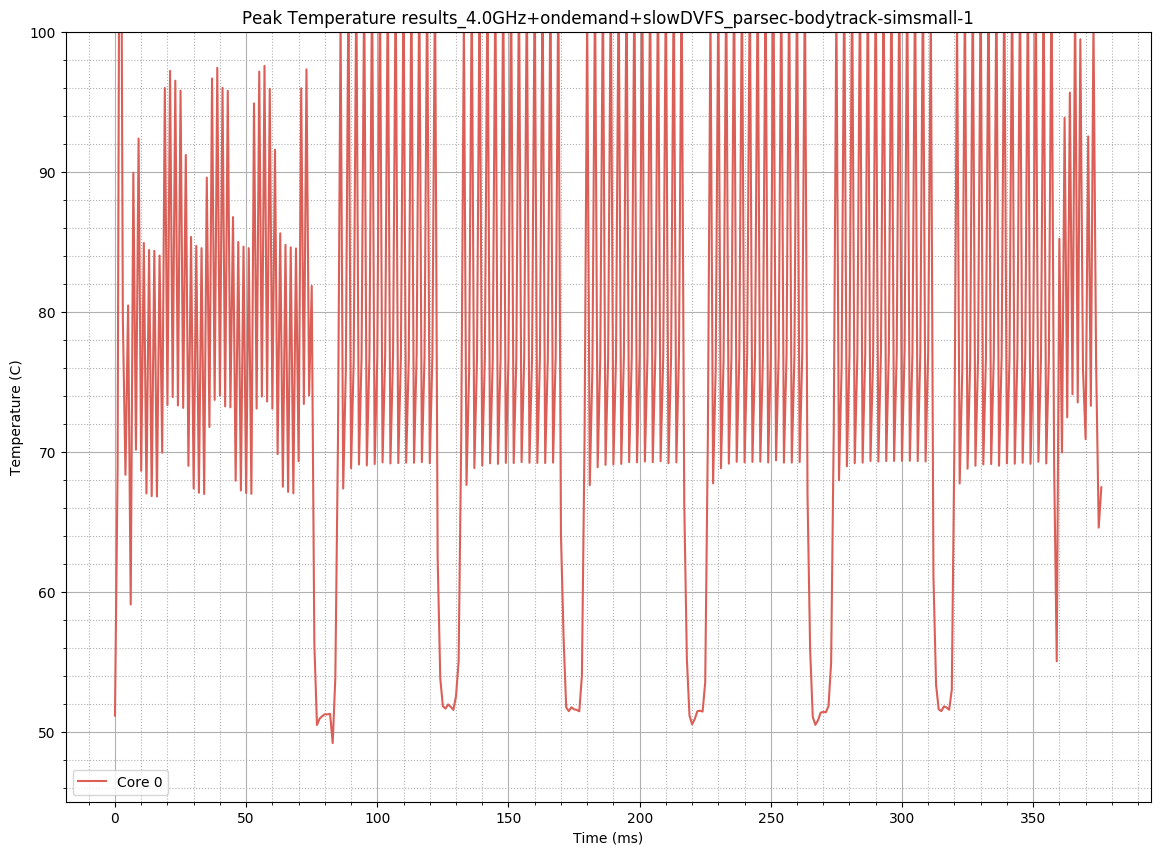 Peak Temperature results_4.0GHz+ondemand+slowDVFS_parsec-bodytrack-simsmall-1
100
90
80
70
60
50
Temperature (C)
Core 0
0 50 100 150 200 250 300 350
Time (ms)